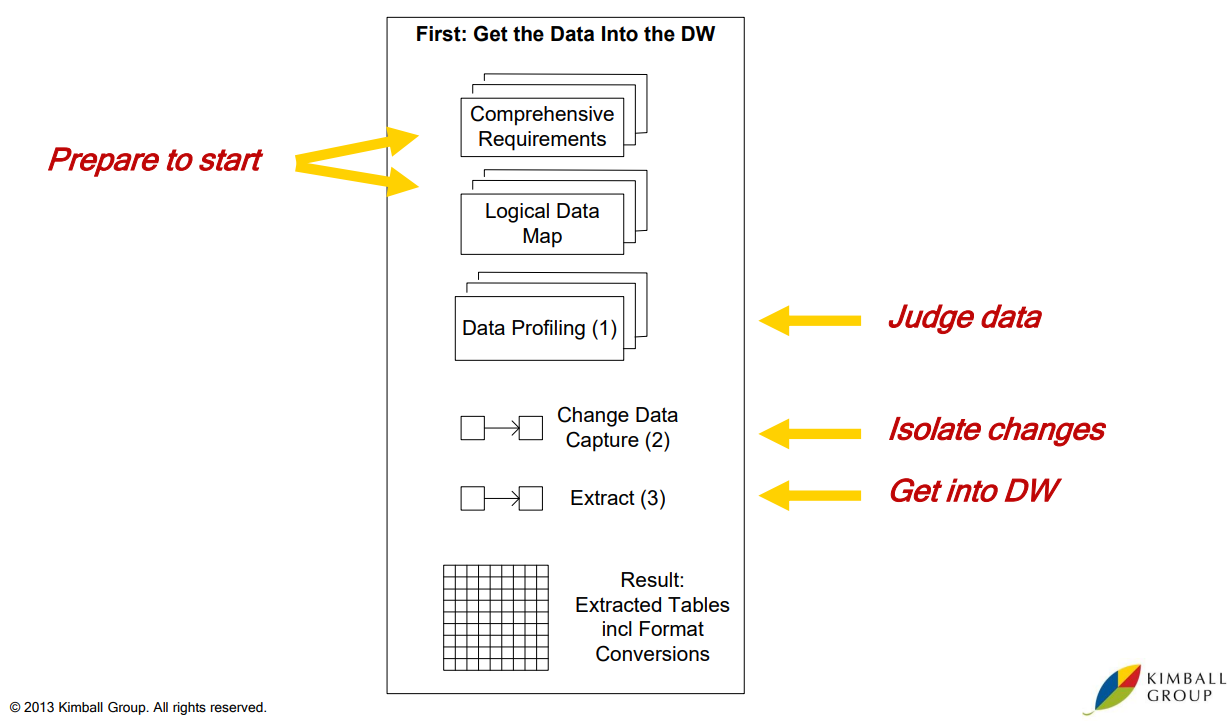 First: Get the Data Into the DW
Comprehensive
Requirements
Prepare to start
Logical Data
Map
Data Profiling (1)
Judge data
Change Data
Capture (2)
Isolate changes
Extract (3)
Get into DW
Result:
Extracted Tables
incl Format
Conversions
© 2013 Kimball Group. All rights reserved.
KIMBALL
GROUP